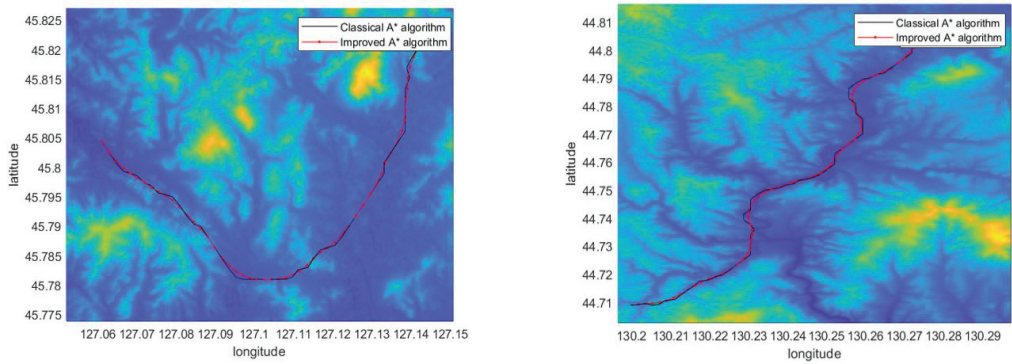 Classical A* algorithm
Improved A* algorithm
45.825
45.82
45.815
45.81
45.805
45.8
45.795
45.79
45.785
45.78
45.775
latitude
127.06 127.07 127.08 127.09 127.1 127.11 127.12 127.13 127.14 127.15
longitude
Classical A* algorithm
Improved A* algorithm
44.81
44.8
44.79
44.78
44.77
44.76
44.75
44.74
44.73
44.72
44.71
latitude
130.2 130.21 130.22 130.23 130.24 130.25 130.26 130.27 130.28 130.29
longitude